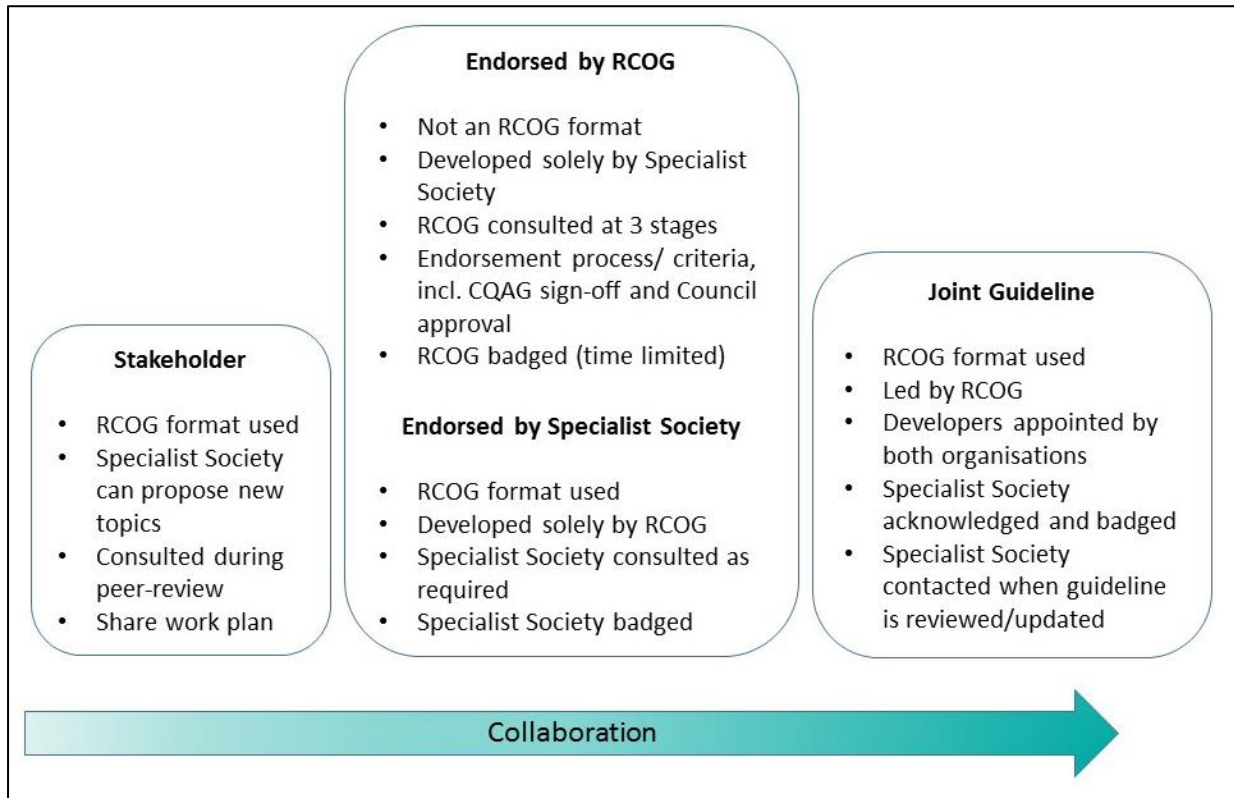 Stakeholder
• RCOG format used
• Specialist Society
can propose new
topics
• Consulted during
peer-review
• Share work plan
Endorsed by RCOG
• Not an RCOG format
• Developed solely by Specialist
Society
• RCOG consulted at 3 stages
• Endorsement process/ criteria,
incl. CQAG sign-off and Council
approval
• RCOG badged (time limited)
Endorsed by Specialist Society
• RCOG format used
• Developed solely by RCOG
• Specialist Society consulted as
required
• Specialist Society badged
Joint Guideline
• RCOG format used
• Led by RCOG
• Developers appointed by
both organisations
• Specialist Society
acknowledged and badged
• Specialist Society
contacted when guideline
is reviewed/updated
Collaboration